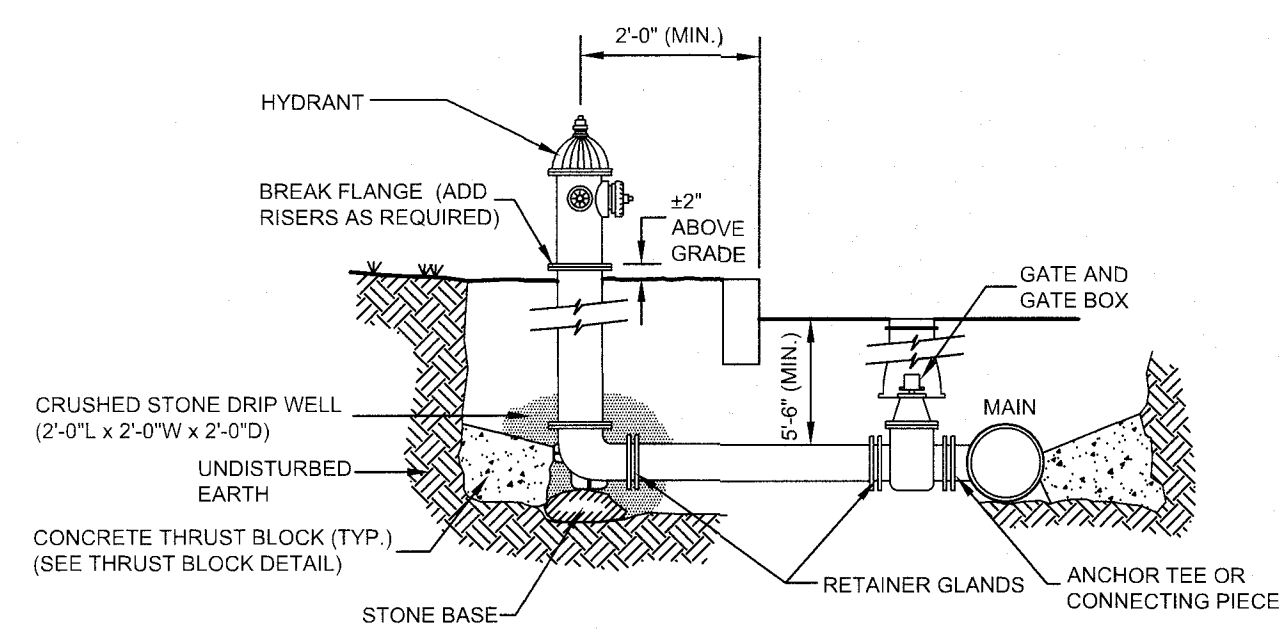 2'-0" (MIN.)
HYDRANT
BREAK FLANGE (ADD
RISERS AS REQUIRED)
±2"
ABOVE
GRADE
GATE AND
GATE BOX
5'-6" (MIN.)
MAIN
CRUSHED STONE DRIP WELL
(2'-0"L x 2'-0"W x 2'-0"D)
UNDISTURBED
EARTH
CONCRETE THRUST BLOCK (TYP.)
(SEE THRUST BLOCK DETAIL)
STONE BASE
RETAINER GLANDS
ANCHOR TEE OR
CONNECTING PIECE